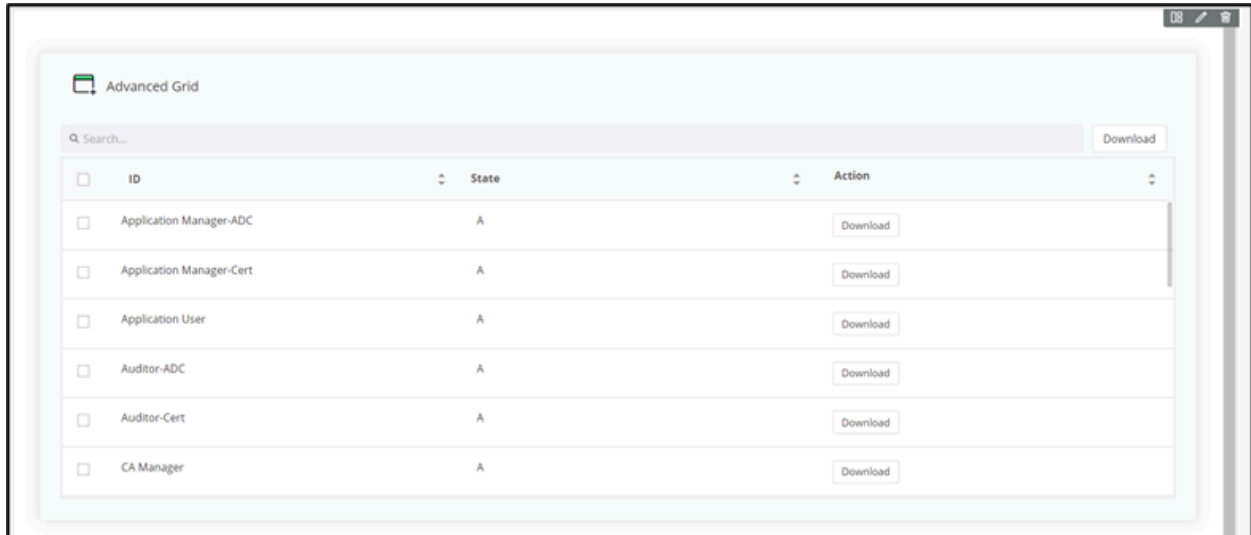 Advanced Grid
Search...
Download
ID State Action
Application Manager-ADC A Download
Application Manager-Cert A Download
Application User A Download
Auditor-ADC A Download
Auditor-Cert A Download
CA Manager A Download